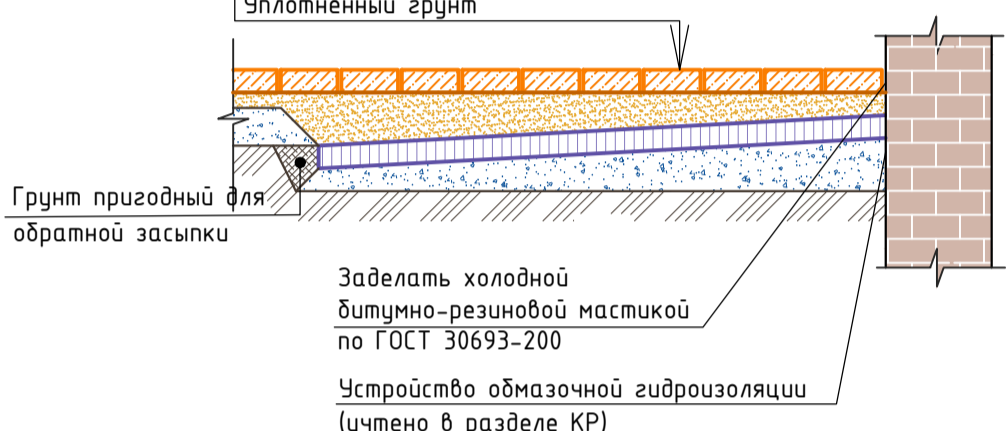 Уплотненный грунт
Грунт пригодный для
обратной засыпки
Заделать холодной
битумно-резиновой мастикой
по ГОСТ 30693-200
Устройство обмазочной гидроизоляции
(учтено в разделе КР)